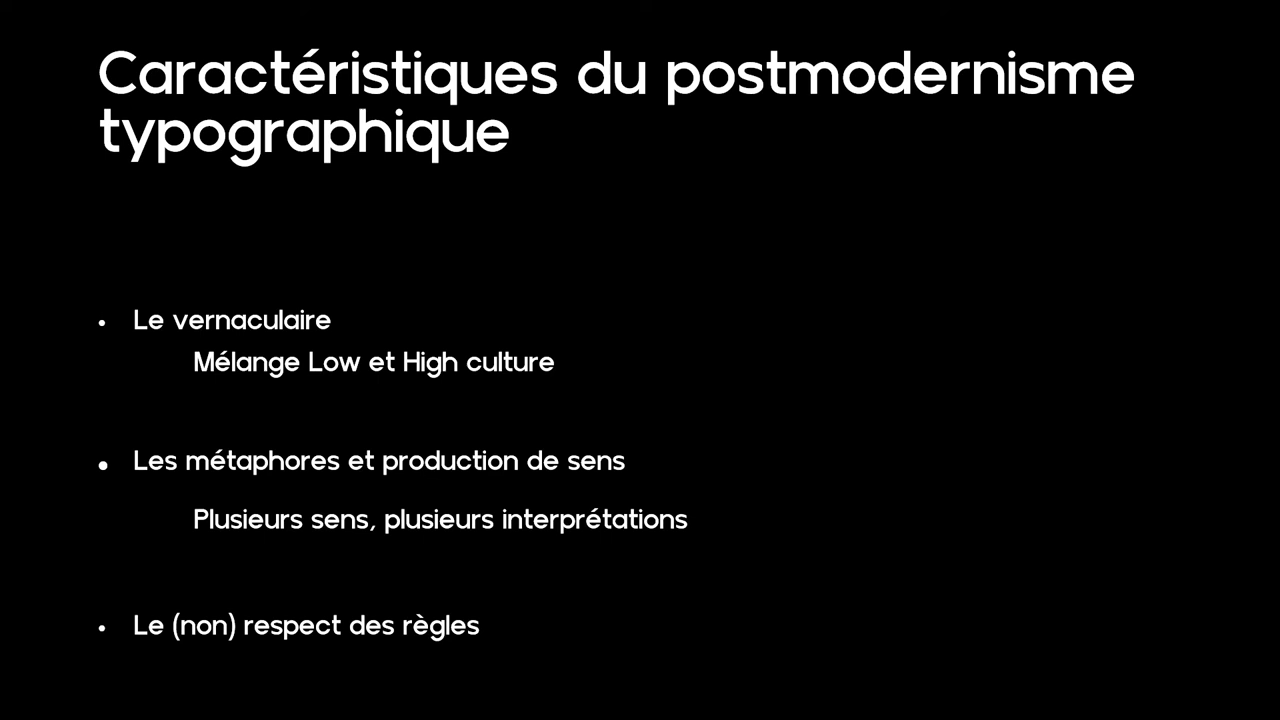 Caractéristiques du postmodernisme
typographique
• Le vernaculaire
Mélange Low et High culture
• Les métaphores et production de sens
Plusieurs sens, plusieurs interprétations
• Le (non) respect des règles